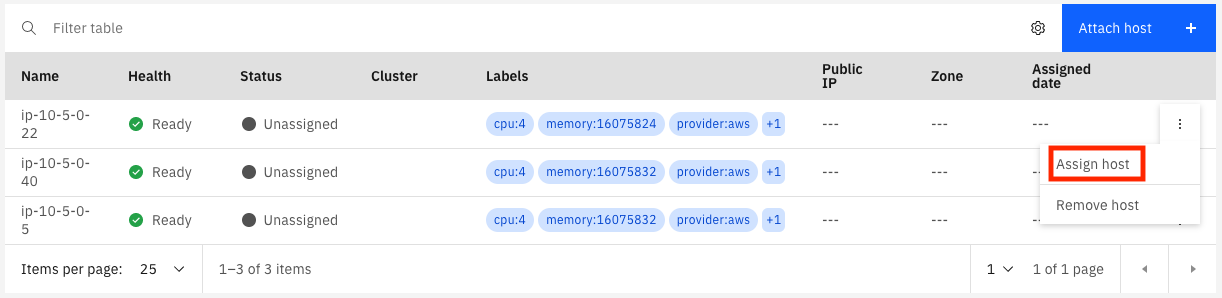 Filter table
Attach host +
Name Health Status Cluster Labels Public IP Zone Assigned date
ip-10-5-0-22 Ready Unassigned cpu:4 memory:16075824 provider:aws +1 --- --- ---
ip-10-5-0-40 Ready Unassigned cpu:4 memory:16075832 provider:aws +1 --- ---
ip-10-5-0-5 Ready Unassigned cpu:4 memory:16075832 provider:aws +1 --- ---
Assign host
Remove host
Items per page: 25 1–3 of 3 items 1 1 of 1 page